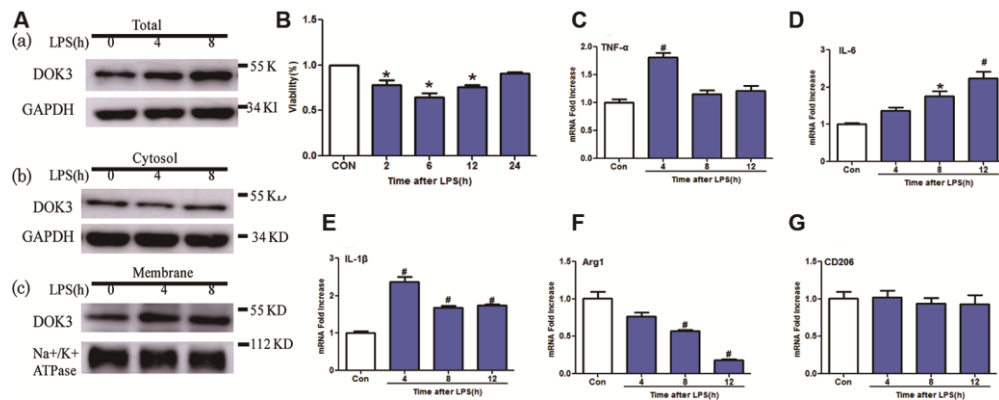 A
(a)
Total
LPS(h)
0 4 8
DOK3
55 K
GAPDH
34 KI
(b)
Cytosol
LPS(h)
0 4 8
DOK3
55 KD
GAPDH
34 KD
(c)
Membrane
LPS(h)
0 4 8
DOK3
55 KD
Na+/K+
ATPase
112 KD
B
Viability(%)
1.5
1.0
0.5
0.0
* * *
CON 2 6 12 24
Time after LPS(h)
C
TNF-α
mRNA Fold Increase
2.0
1.5
1.0
0.5
0.0
#
Con 4 8 12
Time after LPS(h)
D
IL-6
mRNA Fold Increase
3
2
1
0
* #
Con 4 8 12
Time after LPS(h)
E
IL-1β
mRNA Fold Increase
3
2
1
0
# # #
Con 4 8 12
Time after LPS(h)
F
Arg1
mRNA Fold Increase
1.5
1.0
0.5
0.0
# #
Con 4 8 12
Time after LPS(h)
G
CD206
mRNA Fold Increase
1.5
1.0
0.5
0.0
Con 4 8 12
Time after LPS(h)